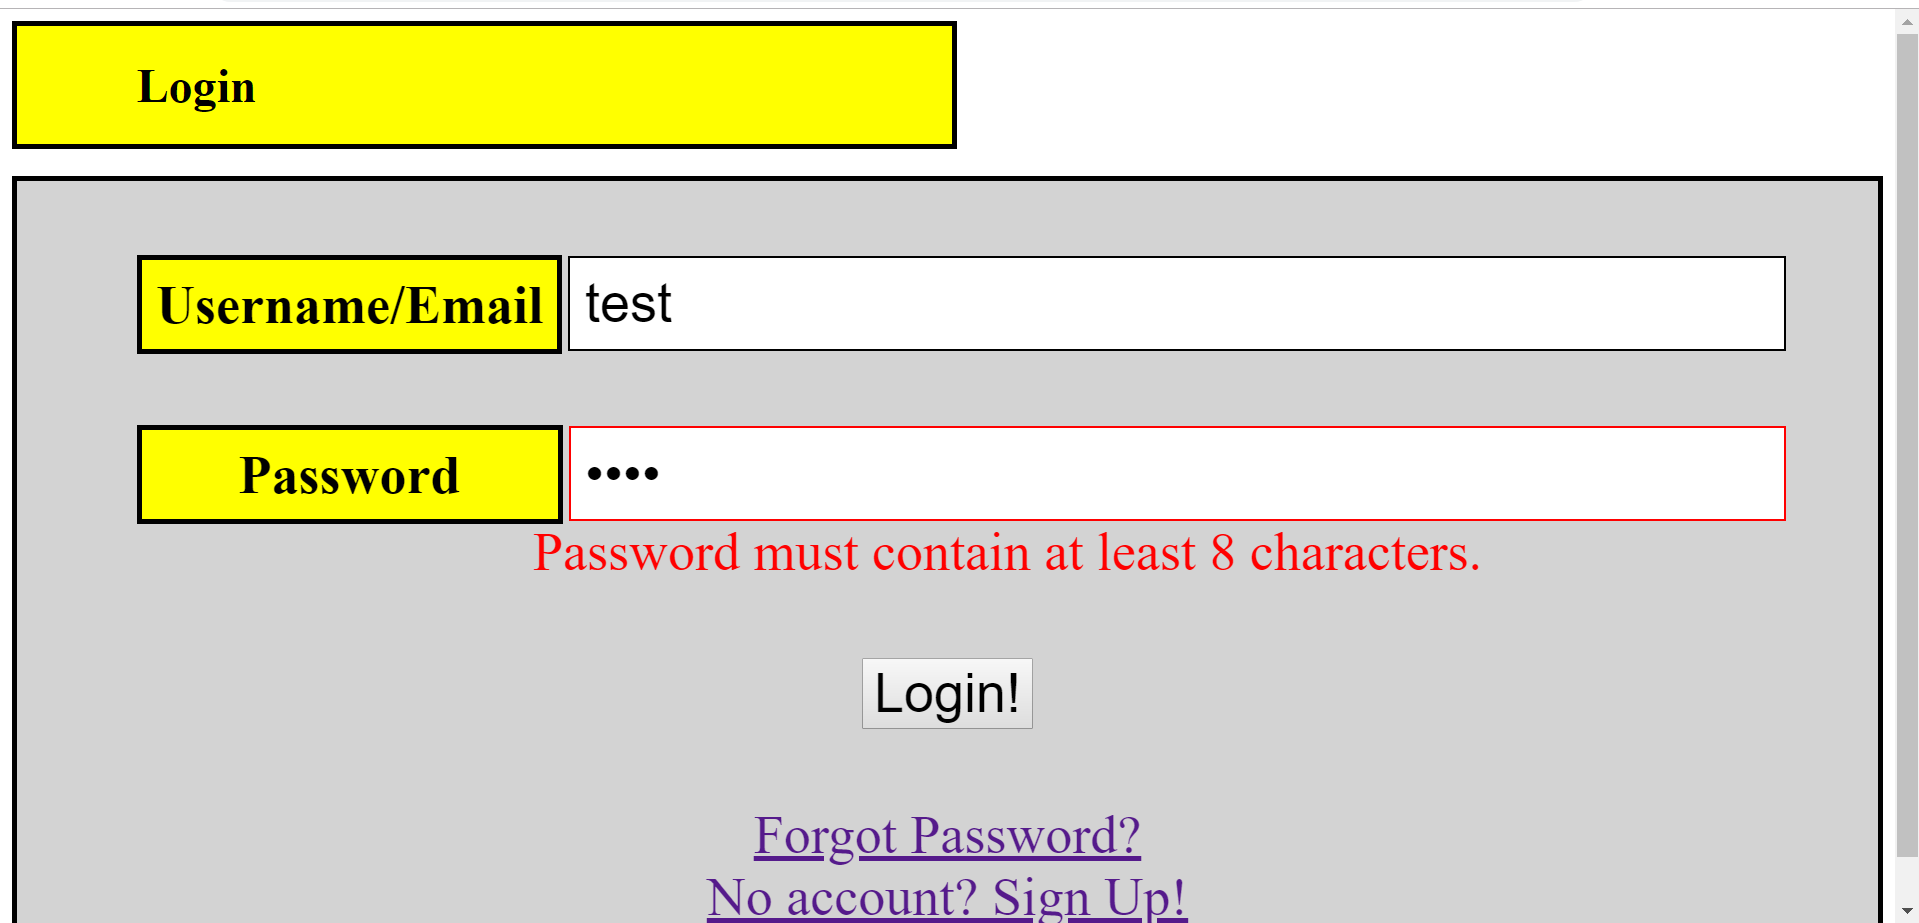 Login
Username/Email test
Password ••••
Password must contain at least 8 characters.
Login!
Forgot Password?
No account? Sign Up!